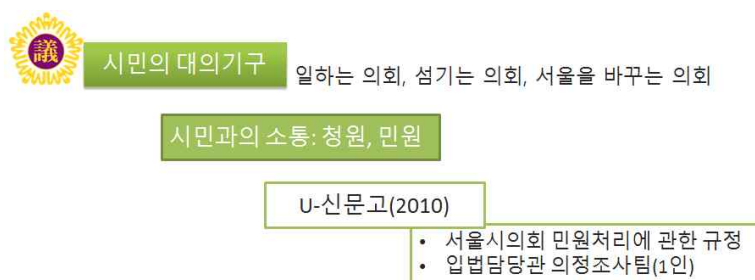 議
시민의 대의기구
일하는 의회, 섬기는 의회, 서울을 바꾸는 의회
시민과의 소통: 청원, 민원
U-신문고(2010)
• 서울시의회 민원처리에 관한 규정
• 입법담당관 의정조사팀(1인)